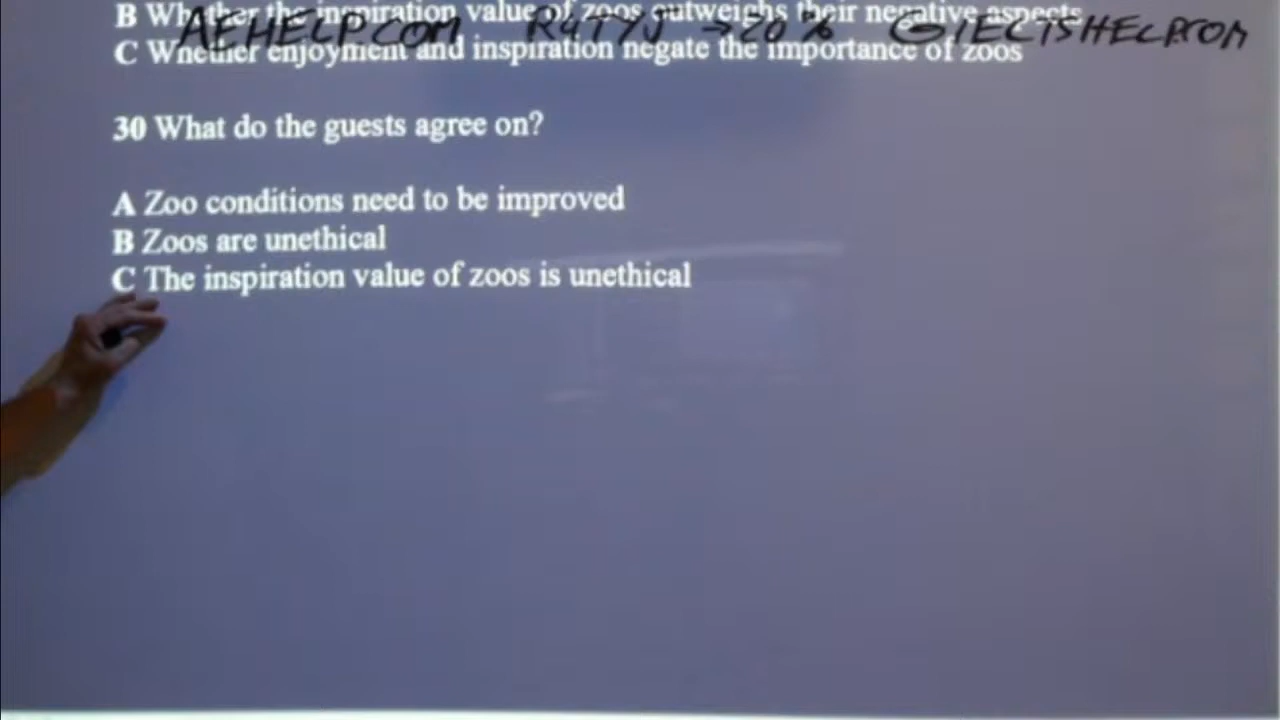 B Whether the inspiration value of zoos outweighs their negative aspects
AEHELP.COM R4TYJ →20% GIELTSHELP.COM
C Whether enjoyment and inspiration negate the importance of zoos
30 What do the guests agree on?
A Zoo conditions need to be improved
B Zoos are unethical
C The inspiration value of zoos is unethical